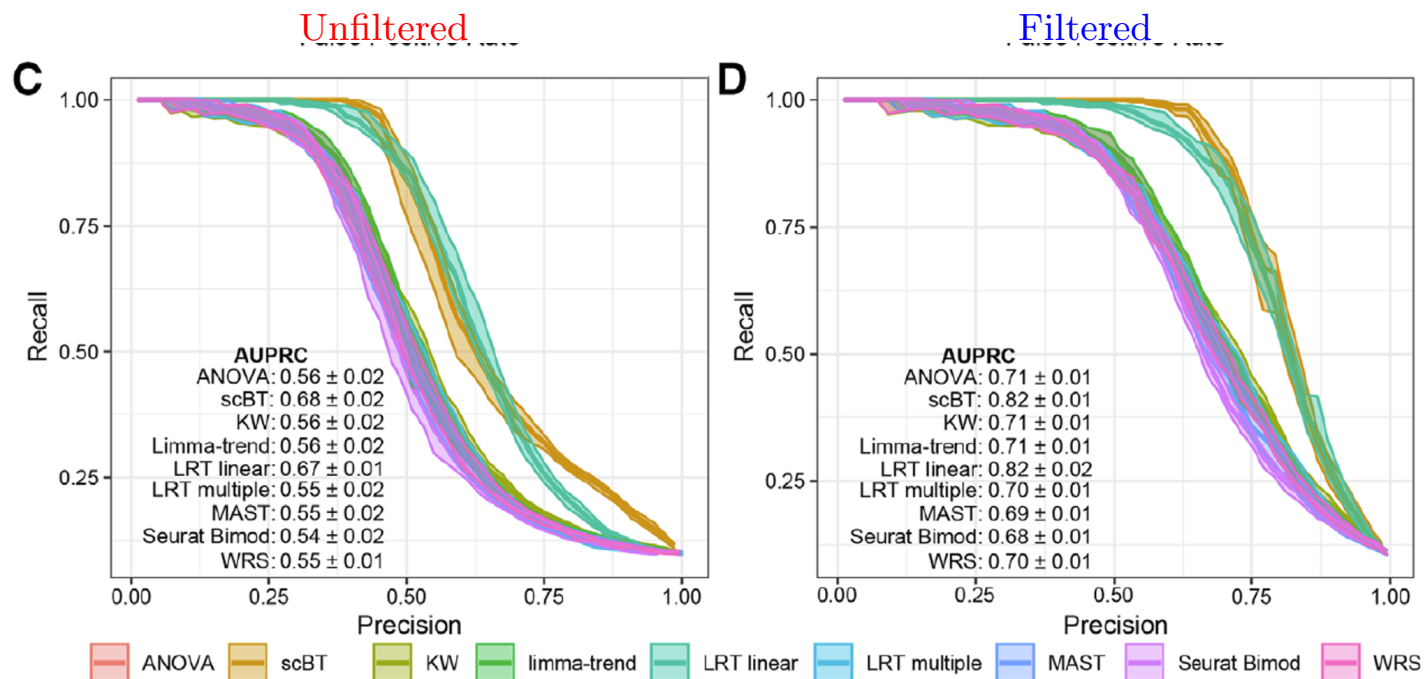 Unfiltered
Filtered
C
1.00
0.75
0.50
0.25
Recall
AUPRC
ANOVA: 0.56 ± 0.02
scBT: 0.68 ± 0.02
KW: 0.56 ± 0.02
Limma-trend: 0.56 ± 0.02
LRT linear: 0.67 ± 0.01
LRT multiple: 0.55 ± 0.02
MAST: 0.55 ± 0.02
Seurat Bimod: 0.54 ± 0.02
WRS: 0.55 ± 0.01
0.00 0.25 0.50 0.75 1.00
Precision
D
1.00
0.75
0.50
0.25
Recall
AUPRC
ANOVA: 0.71 ± 0.01
scBT: 0.82 ± 0.01
KW: 0.71 ± 0.01
Limma-trend: 0.71 ± 0.01
LRT linear: 0.82 ± 0.02
LRT multiple: 0.70 ± 0.01
MAST: 0.69 ± 0.01
Seurat Bimod: 0.68 ± 0.01
WRS: 0.70 ± 0.01
0.00 0.25 0.50 0.75 1.00
Precision
ANOVA scBT KW limma-trend LRT linear LRT multiple MAST Seurat Bimod WRS